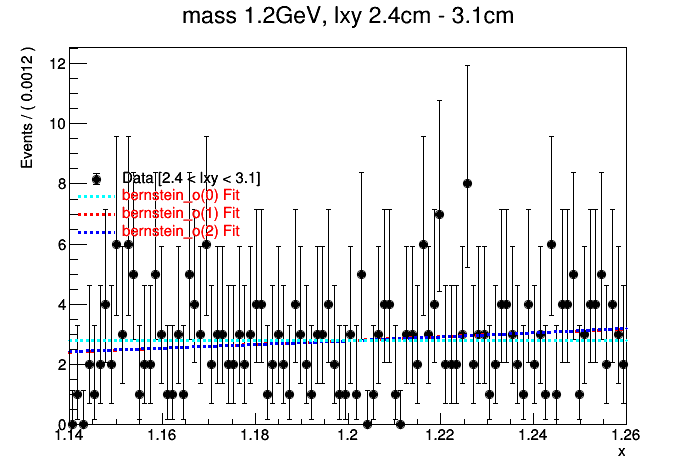 mass 1.2GeV, lxy 2.4cm - 3.1cm
Events / ( 0.0012 )
12
10
8
6
4
2
0
Data [2.4 < lxy < 3.1]
bernstein_o(0) Fit
bernstein_o(1) Fit
bernstein_o(2) Fit
1.14 1.16 1.18 1.2 1.22 1.24 1.26
x